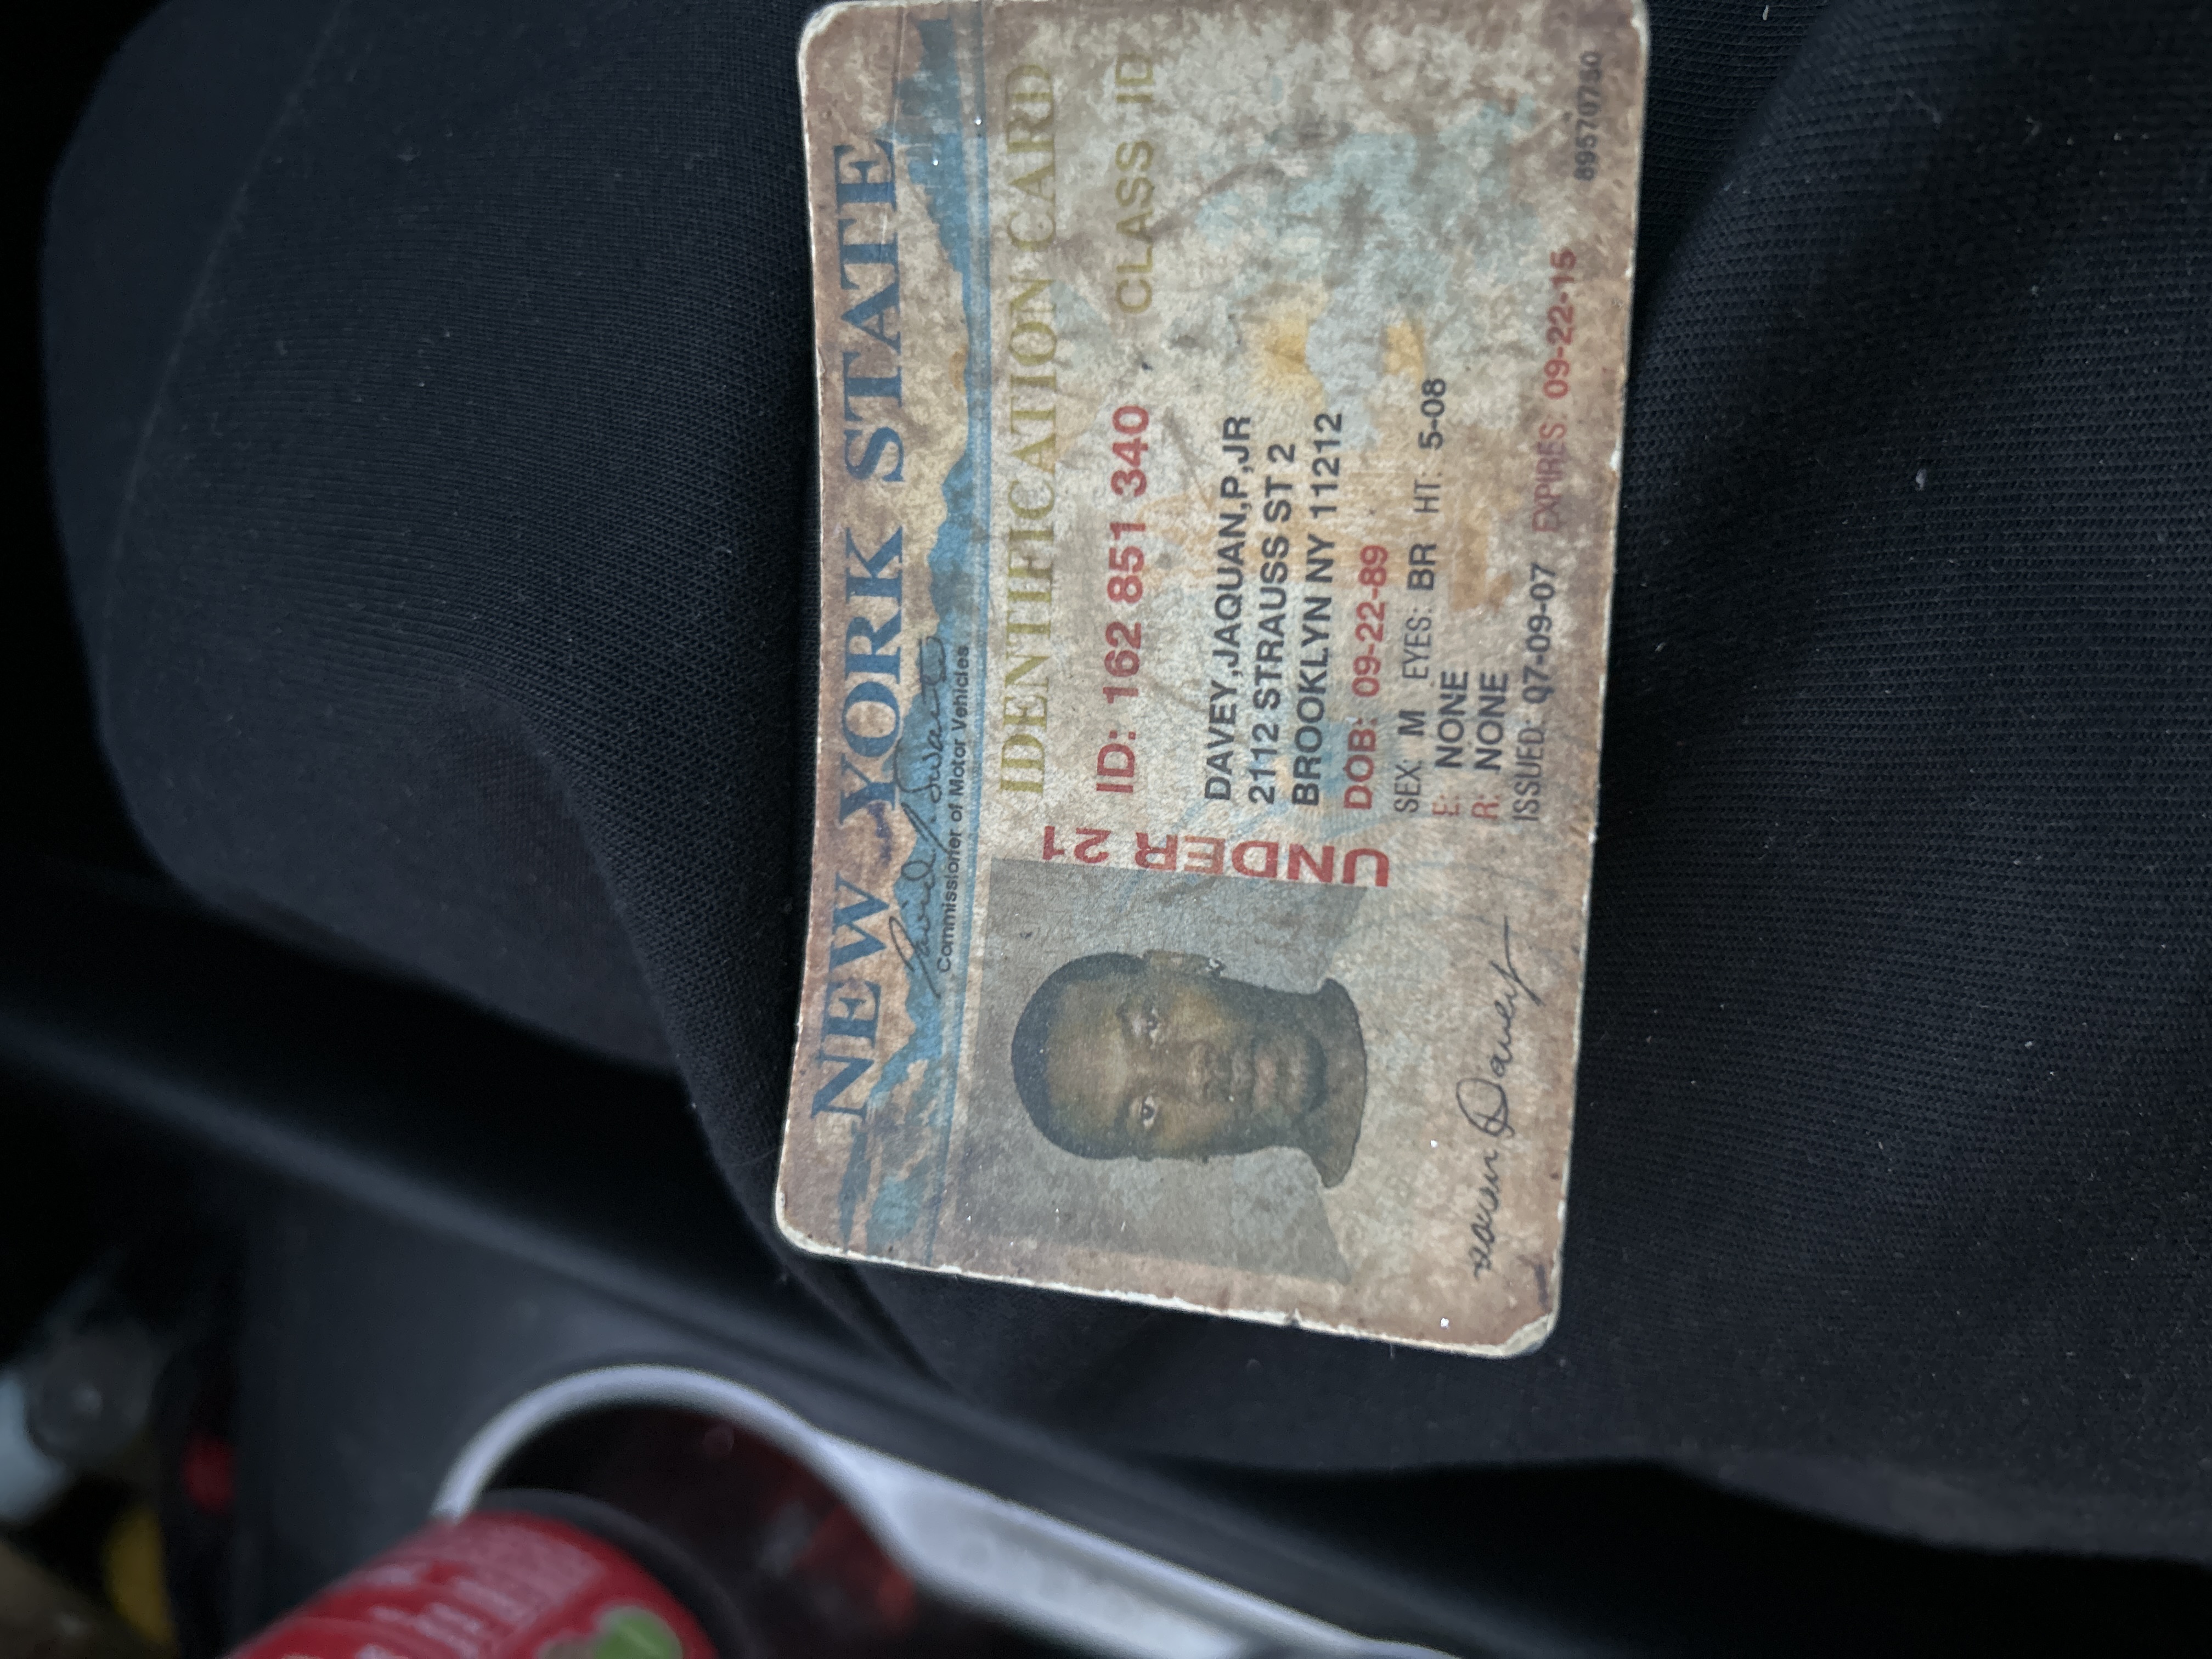 NEW YORK STATE
Commissioner of Motor Vehicles
IDENTIFICATION CARD
ID: 162 851 340 CLASS ID
UNDER 21
DAVEY,JAQUAN,P,JR
2112 STRAUSS ST 2
BROOKLYN NY 11212
DOB: 09-22-89
SEX: M EYES: BR HT: 5-08
E: NONE
R: NONE
ISSUED: 07-09-07 EXPIRES: 09-22-15
Davey
895707750